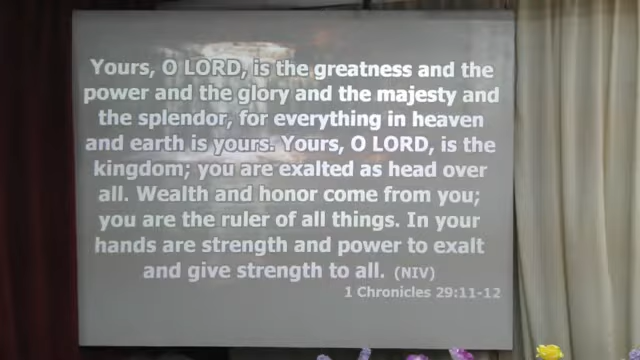 Yours, O LORD, is the greatness and the
power and the glory and the majesty and
the splendor, for everything in heaven
and earth is yours. Yours, O LORD, is the
kingdom; you are exalted as head over
all. Wealth and honor come from you;
you are the ruler of all things. In your
hands are strength and power to exalt
and give strength to all. (NIV)
1 Chronicles 29:11-12